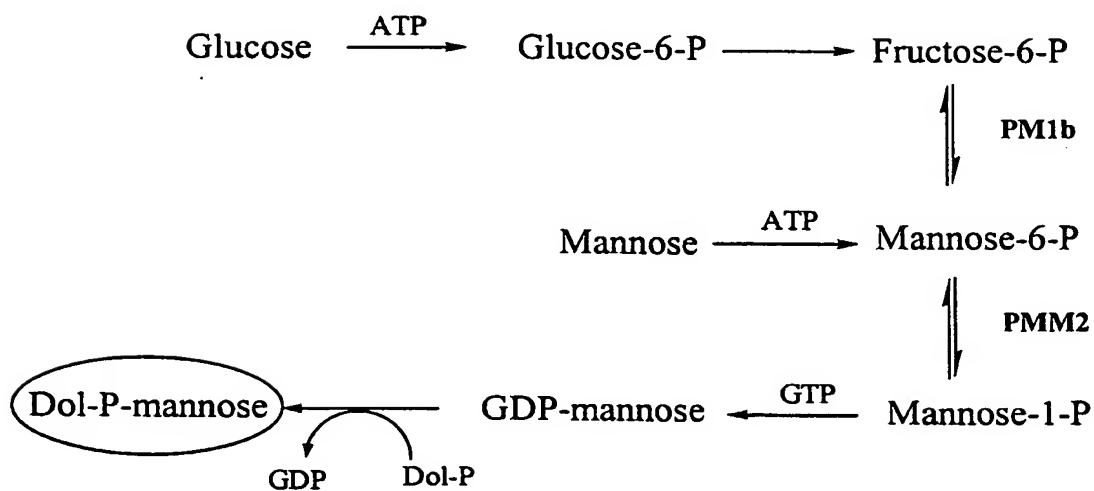 ATP
Glucose Glucose-6-P Fructose-6-P
PM1b
ATP
Mannose Mannose-6-P
PMM2
GTP
Dol-P-mannose GDP-mannose Mannose-1-P
GDP Dol-P